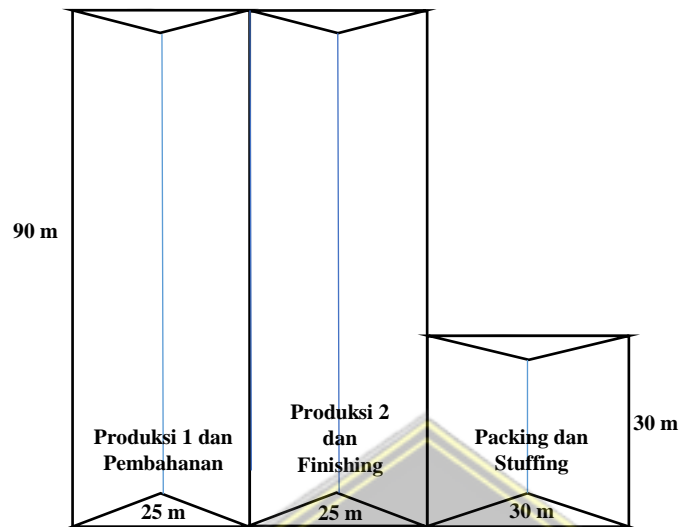 90 m
Produksi 1 dan
Pembahanan
25 m
Produksi 2
dan
Finishing
25 m
Packing dan
Stuffing
30 m
30 m